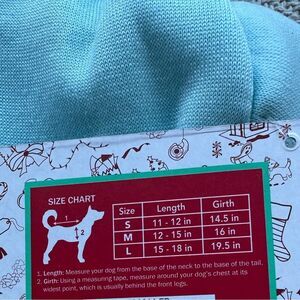 SIZE CHART
Size Length Girth
S 11 - 12 in 14.5 in
M 12 - 15 in 16 in
L 15 - 18 in 19.5 in
1
2
1. Length: Measure your dog from the base of the neck to the base of the tail.
2. Girth: Using a measuring tape, measure around your dog's chest at its
widest point, which is usually behind the front legs.